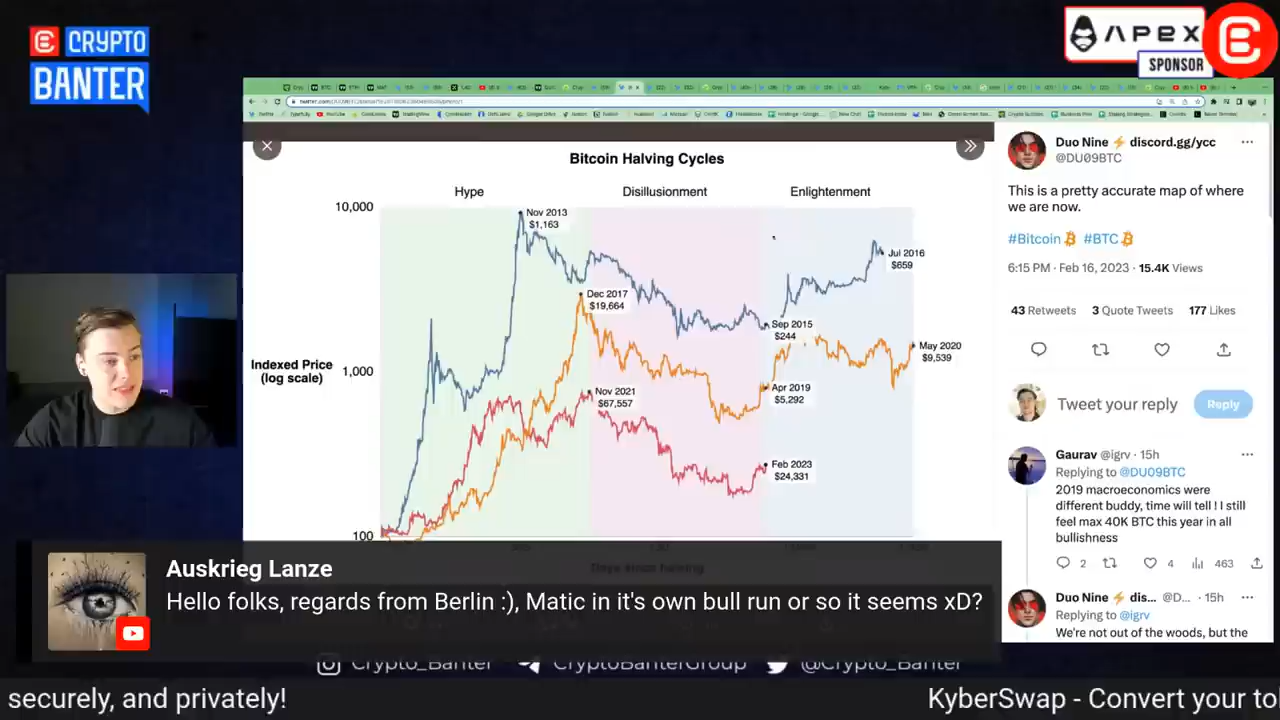 CRYPTO
BANTER
APEX
SPONSOR
Bitcoin Halving Cycles
Hype
Disillusionment
Enlightenment
10,000
1,000
100
Indexed Price
(log scale)
Nov 2013
$1,163
Dec 2017
$19,664
Nov 2021
$67,557
Jul 2016
$659
Sep 2015
$244
May 2020
$9,539
Apr 2019
$5,292
Feb 2023
$24,331
Days since halving
Duo Nine ⚡ discord.gg/ycc
@DU09BTC
This is a pretty accurate map of where
we are now.
#Bitcoin #BTC
6:15 PM · Feb 16, 2023 · 15.4K Views
43 Retweets 3 Quote Tweets 177 Likes
Tweet your reply
Reply
Gaurav @igrv · 15h
Replying to @DU09BTC
2019 macroeconomics were
different buddy, time will tell ! I still
feel max 40K BTC this year in all
bullishness
2 4 463
Duo Nine ⚡ dis... @D... · 15h
Replying to @igrv
We're not out of the woods, but the
Auskrieg Lanze
Hello folks, regards from Berlin :), Matic in it's own bull run or so it seems xD?
Crypto_Banter CryptoBanterGroup @Crypto_Banter
securely, and privately!
KyberSwap - Convert your to